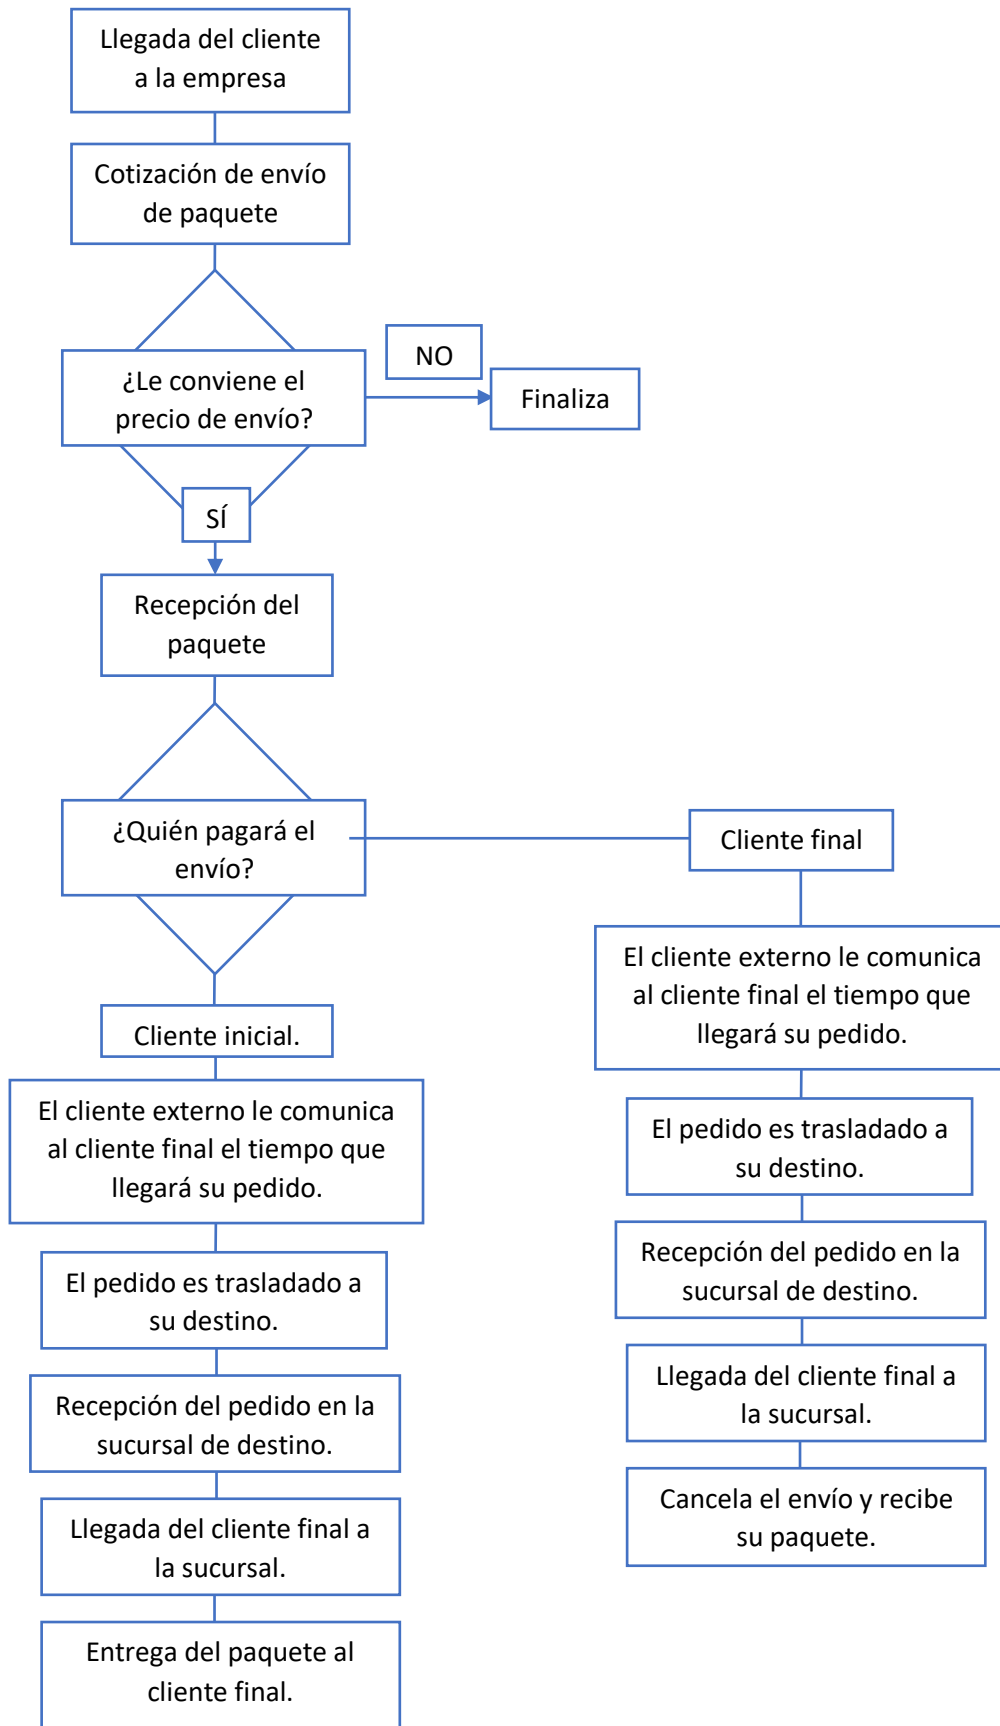 Llegada del cliente
a la empresa
Cotización de envío
de paquete
¿Le conviene el
precio de envío?
NO
Finaliza
SÍ
Recepción del
paquete
¿Quién pagará el
envío?
Cliente inicial.
El cliente externo le comunica
al cliente final el tiempo que
llegará su pedido.
El pedido es trasladado a
su destino.
Recepción del pedido en la
sucursal de destino.
Llegada del cliente final a
la sucursal.
Entrega del paquete al
cliente final.
Cliente final
El cliente externo le comunica
al cliente final el tiempo que
llegará su pedido.
El pedido es trasladado a
su destino.
Recepción del pedido en la
sucursal de destino.
Llegada del cliente final a
la sucursal.
Cancela el envío y recibe
su paquete.